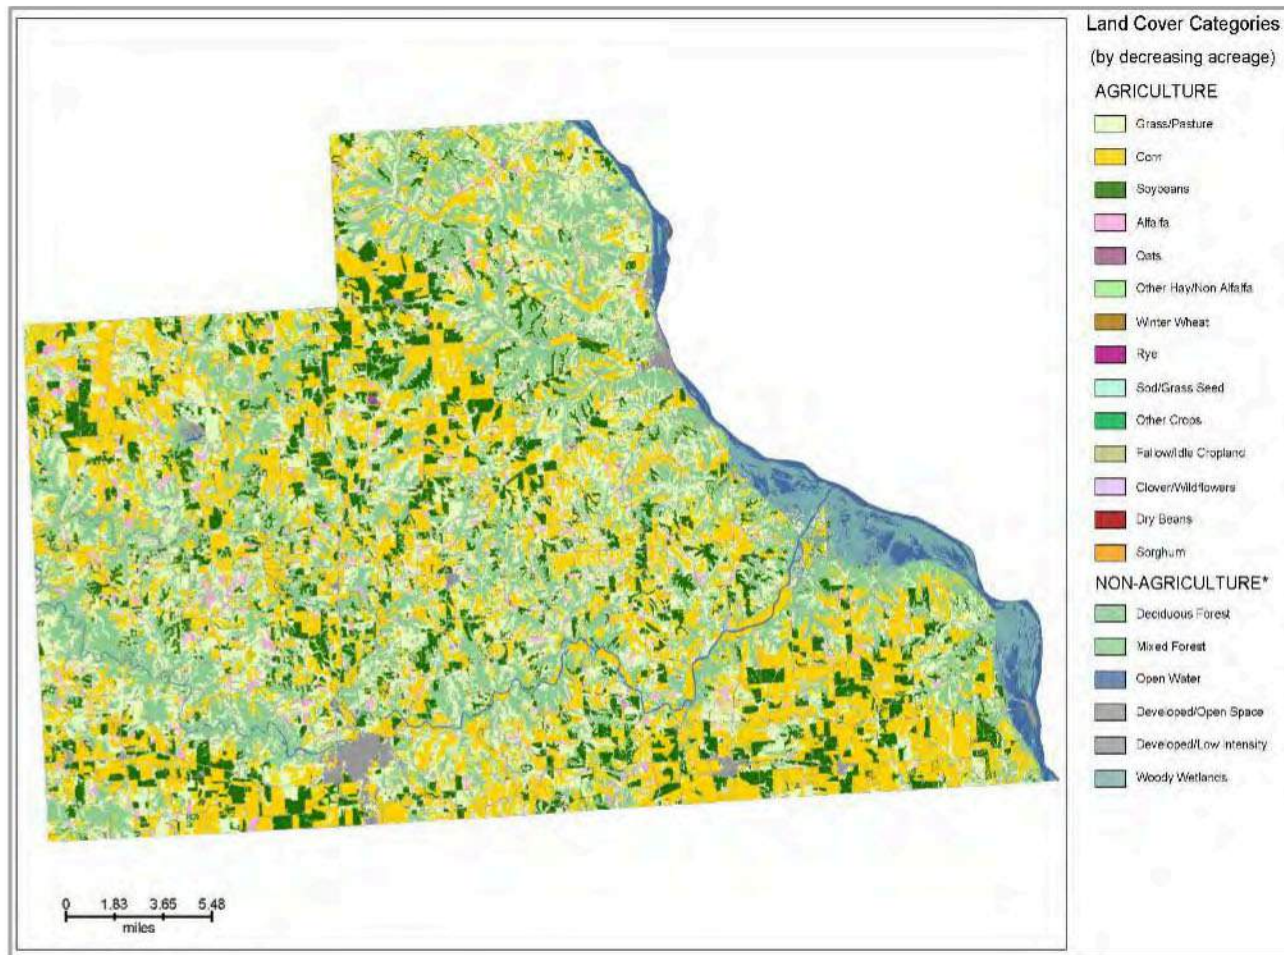 Land Cover Categories
(by decreasing acreage)
AGRICULTURE
Grass/Pasture
Corn
Soybeans
Alfalfa
Oats
Other Hay/Non Alfalfa
Winter Wheat
Rye
Sod/Grass Seed
Other Crops
Fallow/Idle Cropland
Clover/Wildflowers
Dry Beans
Sorghum
NON-AGRICULTURE*
Deciduous Forest
Mixed Forest
Open Water
Developed/Open Space
Developed/Low Intensity
Woody Wetlands
0 1.83 3.65 5.48
miles